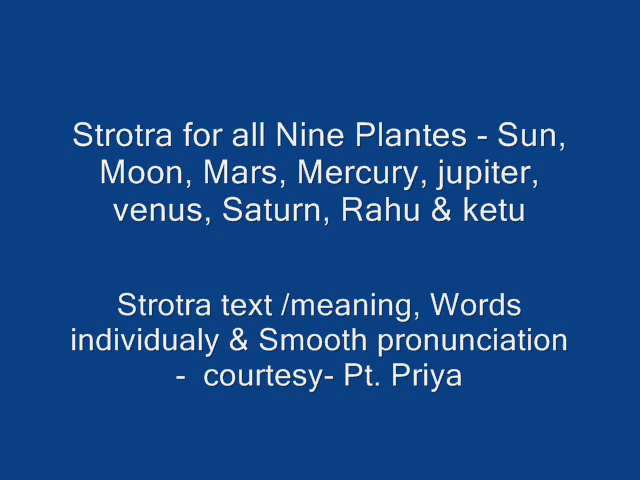 Strotra for all Nine Plantes - Sun,
Moon, Mars, Mercury, jupiter,
venus, Saturn, Rahu & ketu
Strotra text /meaning, Words
individualy & Smooth pronunciation
- courtesy- Pt. Priya